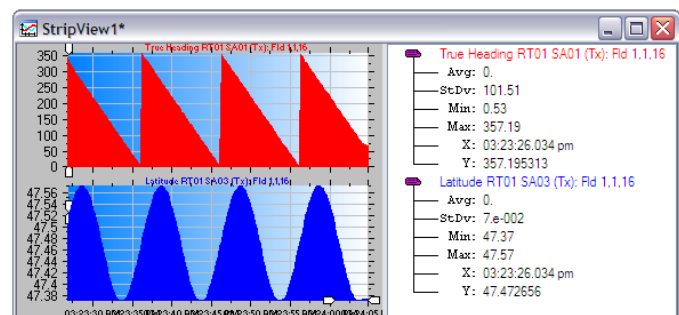 StripView1*
True Heading RT01 SA01 (Tx): Fld 1,1,16
350
300
250
200
150
100
50
0
Latitude RT01 SA03 (Tx): Fld 1,1,16
47.56
47.54
47.52
47.5
47.48
47.46
47.44
47.42
47.4
47.38
True Heading RT01 SA01 (Tx): Fld 1,1,16
Avg: 0.
StDv: 101.51
Min: 0.53
Max: 357.19
X: 03:23:26.034 pm
Y: 357.195313
Latitude RT01 SA03 (Tx): Fld 1,1,16
Avg: 0.
StDv: 7.e-002
Min: 47.37
Max: 47.57
X: 03:23:26.034 pm
Y: 47.472656